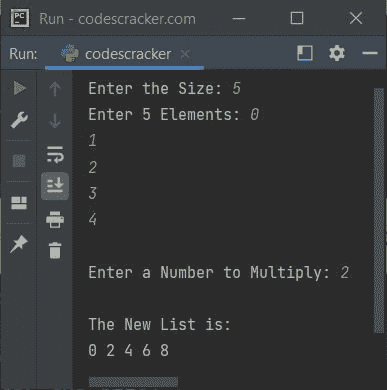 PC Run - codescracker.com
Run: codescracker
Enter the Size: 5
Enter 5 Elements: 0
1
2
3
4
Enter a Number to Multiply: 2
The New List is:
0 2 4 6 8